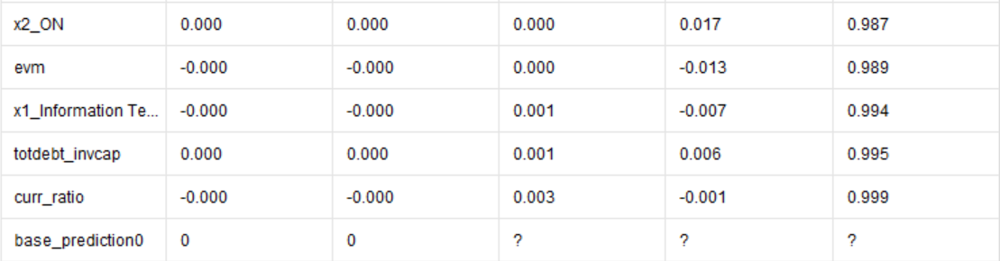 x2_ON 0.000 0.000 0.000 0.017 0.987
evm -0.000 -0.000 0.000 -0.013 0.989
x1_Information Te... -0.000 -0.000 0.001 -0.007 0.994
totdebt_invcap 0.000 0.000 0.001 0.006 0.995
curr_ratio -0.000 -0.000 0.003 -0.001 0.999
base_prediction0 0 0 ? ? ?